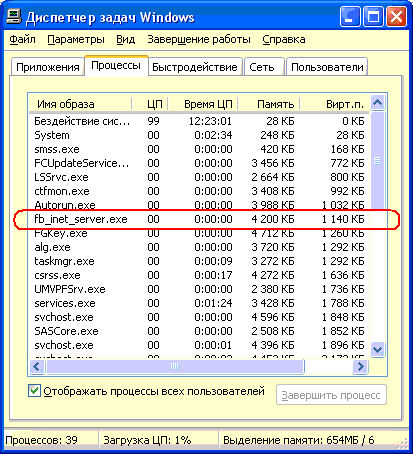 Диспетчер задач Windows
Файл Параметры Вид Завершение работы Справка
Приложения Процессы Быстродействие Сеть Пользователи
Имя образа ЦП Время ЦП Память Вирт.п.
Бездействие сис... 99 12:23:01 28 КБ 0 КБ
System 00 0:02:34 248 КБ 28 КБ
smss.exe 00 0:00:00 420 КБ 168 КБ
FCUpdateService... 00 0:00:00 3 456 КБ 772 КБ
LSSrvc.exe 00 0:00:00 2 664 КБ 800 КБ
ctfmon.exe 00 0:00:00 3 408 КБ 992 КБ
Autorun.exe 00 0:00:00 3 988 КБ 1 032 КБ
fb_inet_server.exe 00 0:00:00 4 200 КБ 1 140 КБ
FGKey.exe 00 0:00:00 4 712 КБ 1 260 КБ
alg.exe 00 0:00:00 3 720 КБ 1 292 КБ
taskmgr.exe 00 0:00:09 3 272 КБ 1 292 КБ
csrss.exe 00 0:00:17 4 272 КБ 1 636 КБ
UMVPFSrv.exe 00 0:00:00 2 380 КБ 1 736 КБ
services.exe 00 0:01:24 3 428 КБ 1 788 КБ
svchost.exe 00 0:00:00 4 596 КБ 1 848 КБ
SASCore.exe 00 0:00:00 2 508 КБ 1 852 КБ
svchost.exe 00 0:00:00 4 396 КБ 1 896 КБ
Отображать процессы всех пользователей
Завершить процесс
Процессов: 39 Загрузка ЦП: 1% Выделение памяти: 654МБ / 6